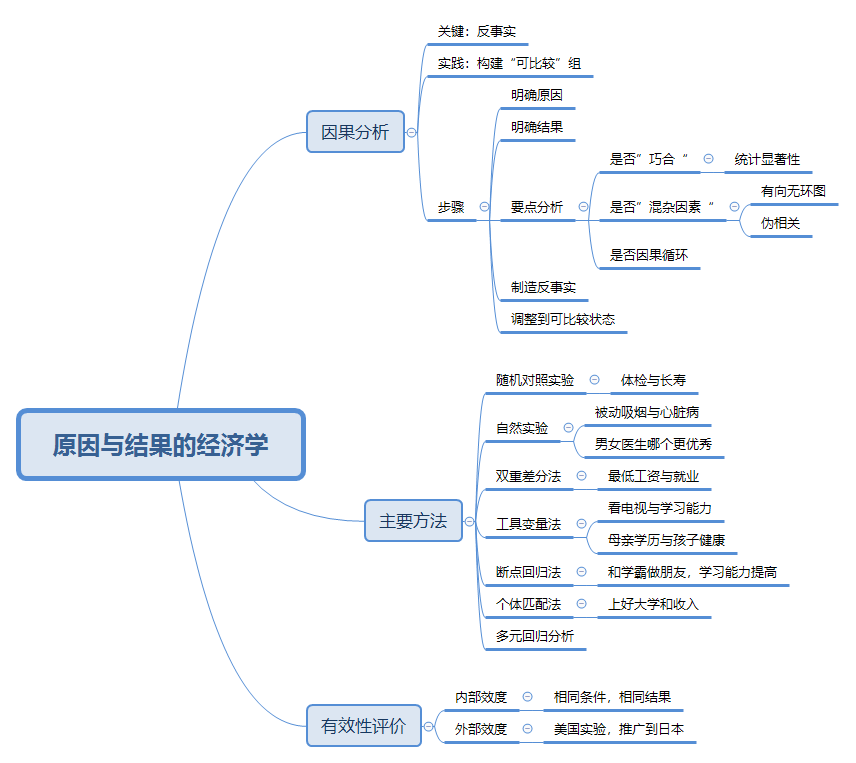 原因与结果的经济学
因果分析
关键：反事实
实践：构建“可比较”组
步骤
明确原因
明确结果
要点分析
是否”巧合“
统计显著性
是否”混杂因素“
有向无环图
伪相关
是否因果循环
制造反事实
调整到可比较状态
主要方法
随机对照实验
体检与长寿
自然实验
被动吸烟与心脏病
男女医生哪个更优秀
双重差分法
最低工资与就业
工具变量法
看电视与学习能力
母亲学历与孩子健康
断点回归法
和学霸做朋友，学习能力提高
个体匹配法
上好大学和收入
多元回归分析
有效性评价
内部效度
相同条件，相同结果
外部效度
美国实验，推广到日本